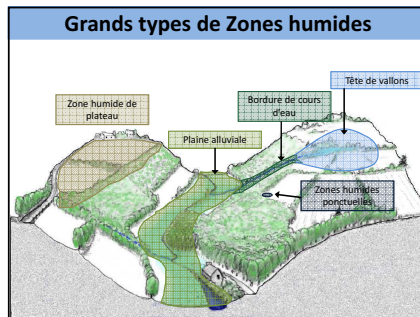 Grands types de Zones humides
Tête de vallons
Zone humide de
plateau
Bordure de cours
d'eau
Plaine alluviale
Zones humides
ponctuelles